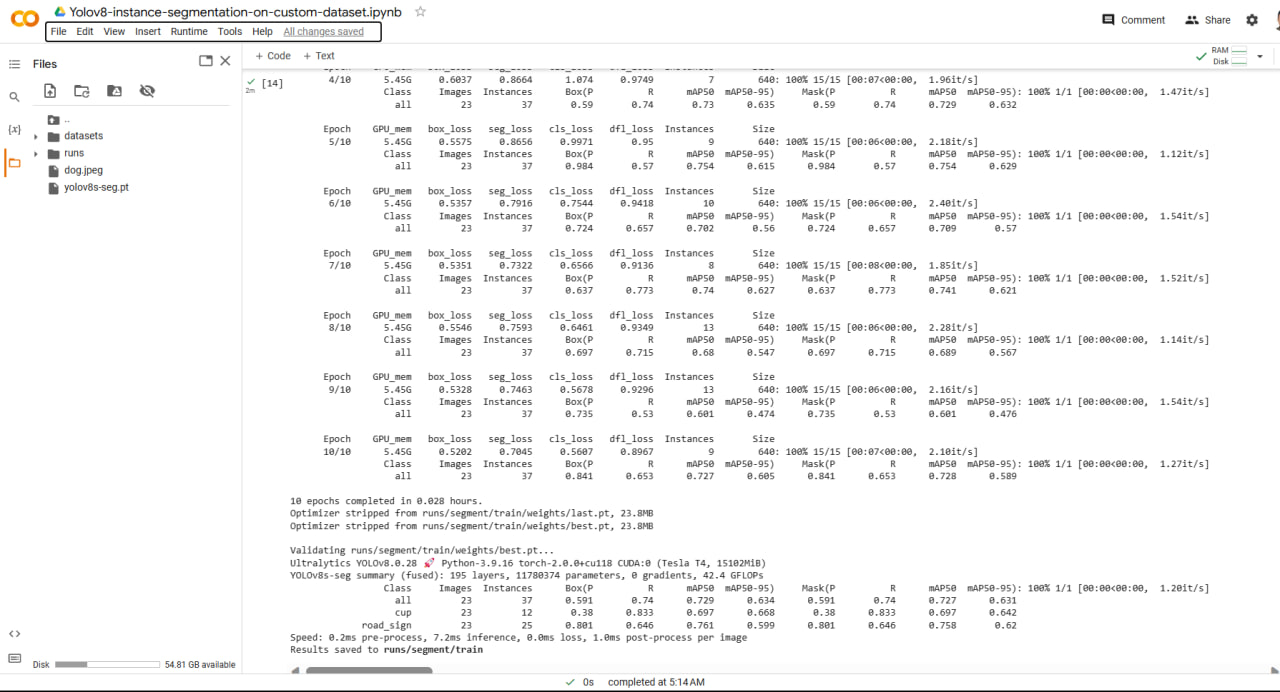 Yolov8-instance-segmentation-on-custom-dataset.ipynb
Comment Share
File Edit View Insert Runtime Tools Help All changes saved
Files
+ Code + Text
RAM
Disk
{x}
..
datasets
runs
dog.jpeg
yolov8s-seg.pt
<>
Disk 54.81 GB available
[14]
2m
4/10 5.45G 0.6037 0.8664 1.074 0.9749 7 640: 100% 15/15 [00:07<00:00, 1.96it/s]
Class Images Instances Box(P R mAP50 mAP50-95) Mask(P R mAP50 mAP50-95): 100% 1/1 [00:00<00:00, 1.47it/s]
all 23 37 0.59 0.74 0.73 0.635 0.59 0.74 0.729 0.632
Epoch GPU_mem box_loss seg_loss cls_loss dfl_loss Instances Size
5/10 5.45G 0.5575 0.8656 0.9971 0.95 9 640: 100% 15/15 [00:06<00:00, 2.18it/s]
Class Images Instances Box(P R mAP50 mAP50-95) Mask(P R mAP50 mAP50-95): 100% 1/1 [00:00<00:00, 1.12it/s]
all 23 37 0.984 0.57 0.754 0.615 0.984 0.57 0.754 0.629
Epoch GPU_mem box_loss seg_loss cls_loss dfl_loss Instances Size
6/10 5.45G 0.5357 0.7916 0.7544 0.9418 10 640: 100% 15/15 [00:06<00:00, 2.40it/s]
Class Images Instances Box(P R mAP50 mAP50-95) Mask(P R mAP50 mAP50-95): 100% 1/1 [00:00<00:00, 1.54it/s]
all 23 37 0.724 0.657 0.702 0.56 0.724 0.657 0.709 0.57
Epoch GPU_mem box_loss seg_loss cls_loss dfl_loss Instances Size
7/10 5.45G 0.5351 0.7322 0.6566 0.9136 8 640: 100% 15/15 [00:08<00:00, 1.85it/s]
Class Images Instances Box(P R mAP50 mAP50-95) Mask(P R mAP50 mAP50-95): 100% 1/1 [00:00<00:00, 1.52it/s]
all 23 37 0.637 0.773 0.74 0.627 0.637 0.773 0.741 0.621
Epoch GPU_mem box_loss seg_loss cls_loss dfl_loss Instances Size
8/10 5.45G 0.5546 0.7593 0.6461 0.9349 13 640: 100% 15/15 [00:06<00:00, 2.28it/s]
Class Images Instances Box(P R mAP50 mAP50-95) Mask(P R mAP50 mAP50-95): 100% 1/1 [00:00<00:00, 1.14it/s]
all 23 37 0.697 0.715 0.68 0.547 0.697 0.715 0.689 0.567
Epoch GPU_mem box_loss seg_loss cls_loss dfl_loss Instances Size
9/10 5.45G 0.5328 0.7463 0.5678 0.9296 13 640: 100% 15/15 [00:06<00:00, 2.16it/s]
Class Images Instances Box(P R mAP50 mAP50-95) Mask(P R mAP50 mAP50-95): 100% 1/1 [00:00<00:00, 1.54it/s]
all 23 37 0.735 0.53 0.601 0.474 0.735 0.53 0.601 0.476
Epoch GPU_mem box_loss seg_loss cls_loss dfl_loss Instances Size
10/10 5.45G 0.5202 0.7045 0.5607 0.8967 9 640: 100% 15/15 [00:07<00:00, 2.10it/s]
Class Images Instances Box(P R mAP50 mAP50-95) Mask(P R mAP50 mAP50-95): 100% 1/1 [00:00<00:00, 1.27it/s]
all 23 37 0.841 0.653 0.727 0.605 0.841 0.653 0.728 0.589
10 epochs completed in 0.028 hours.
Optimizer stripped from runs/segment/train/weights/last.pt, 23.8MB
Optimizer stripped from runs/segment/train/weights/best.pt, 23.8MB
Validating runs/segment/train/weights/best.pt...
Ultralytics YOLOv8.0.28 🚀 Python-3.9.16 torch-2.0.0+cu118 CUDA:0 (Tesla T4, 15102MiB)
YOLOv8s-seg summary (fused): 195 layers, 11780374 parameters, 0 gradients, 42.4 GFLOPs
Class Images Instances Box(P R mAP50 mAP50-95) Mask(P R mAP50 mAP50-95): 100% 1/1 [00:00<00:00, 1.20it/s]
all 23 37 0.591 0.74 0.729 0.634 0.591 0.74 0.727 0.631
cup 23 12 0.38 0.833 0.697 0.668 0.38 0.833 0.697 0.642
road_sign 23 25 0.801 0.646 0.761 0.599 0.801 0.646 0.758 0.62
Speed: 0.2ms pre-process, 7.2ms inference, 0.0ms loss, 1.0ms post-process per image
Results saved to runs/segment/train
0s completed at 5:14 AM